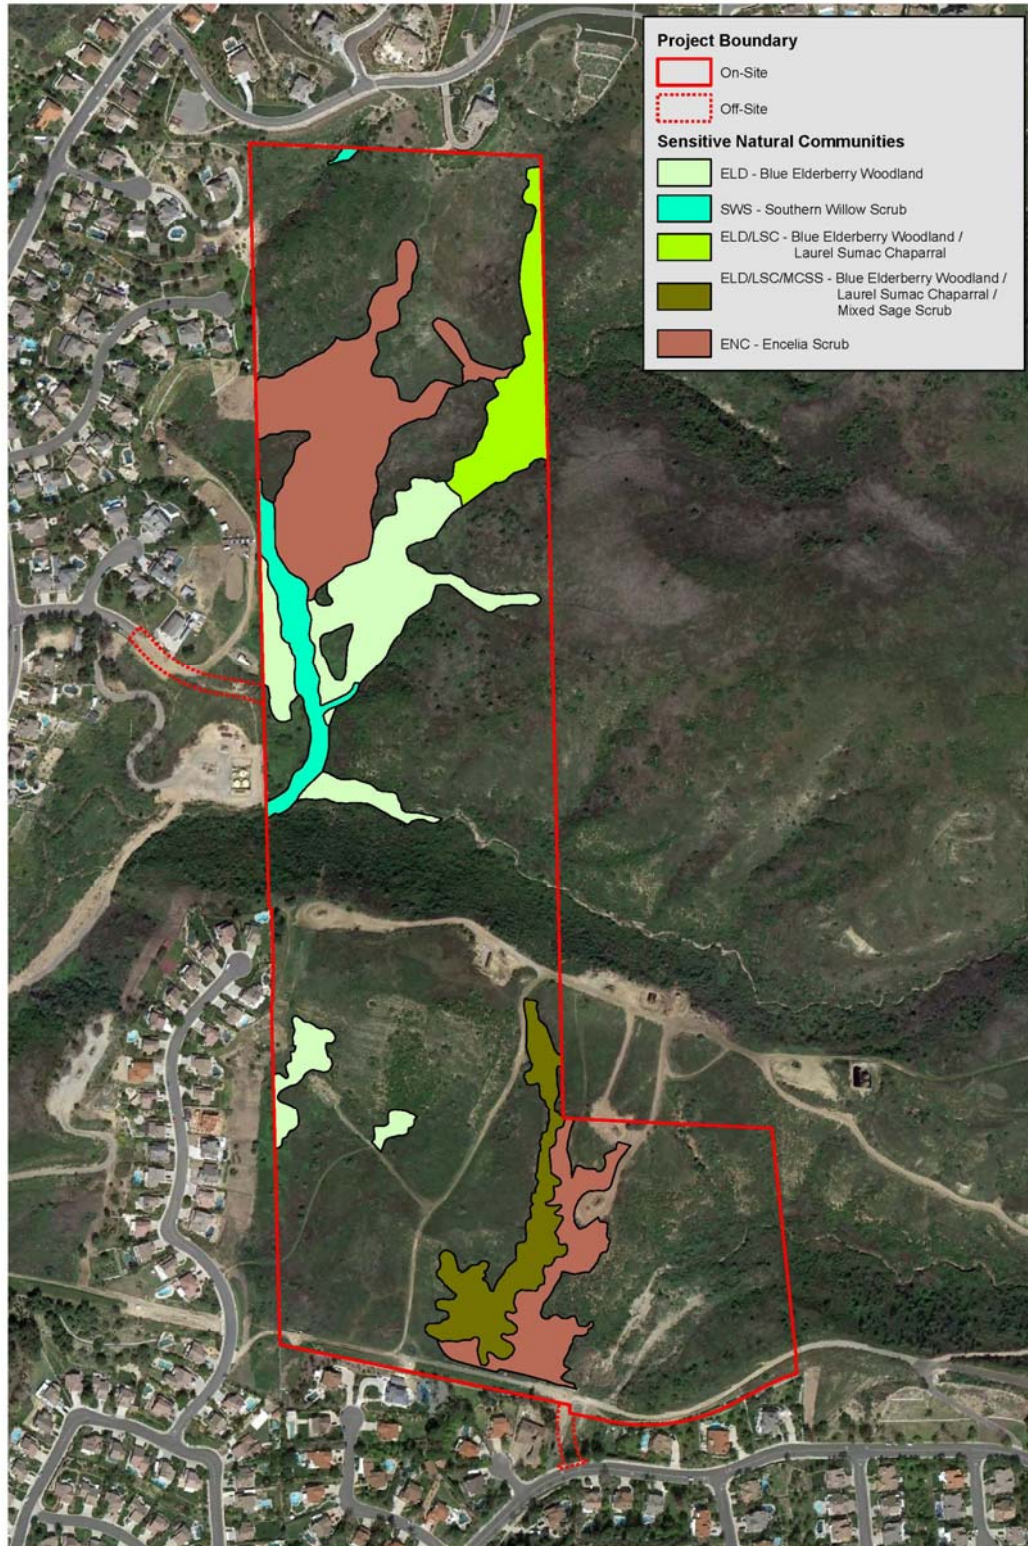 Project Boundary
On-Site
Off-Site
Sensitive Natural Communities
ELD - Blue Elderberry Woodland
SWS - Southern Willow Scrub
ELD/LSC - Blue Elderberry Woodland /
Laurel Sumac Chaparral
ELD/LSC/MCSS - Blue Elderberry Woodland /
Laurel Sumac Chaparral /
Mixed Sage Scrub
ENC - Encelia Scrub